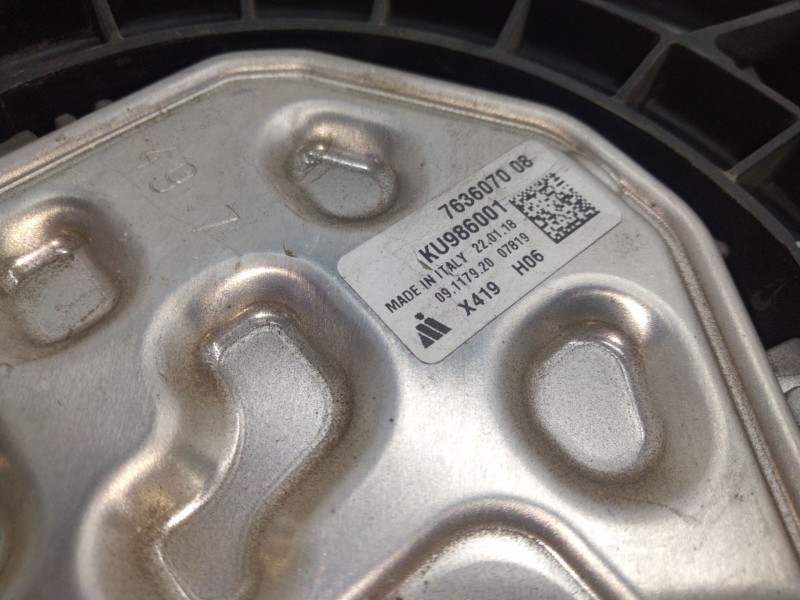 7636070 08
KU986001
MADE IN ITALY 22.01.18
09.1179.20 07819
X419 H06